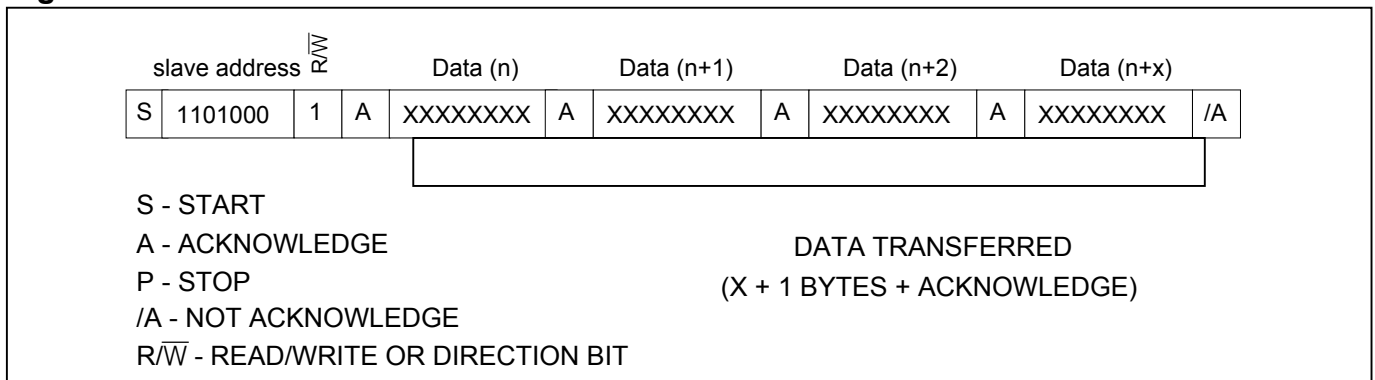 slave address R/W̅ Data (n) Data (n+1) Data (n+2) Data (n+x)
S 1101000 1 A XXXXXXXX A XXXXXXXX A XXXXXXXX A XXXXXXXX /A
S - START
A - ACKNOWLEDGE
P - STOP
/A - NOT ACKNOWLEDGE
R/W̅ - READ/WRITE OR DIRECTION BIT
DATA TRANSFERRED
(X + 1 BYTES + ACKNOWLEDGE)